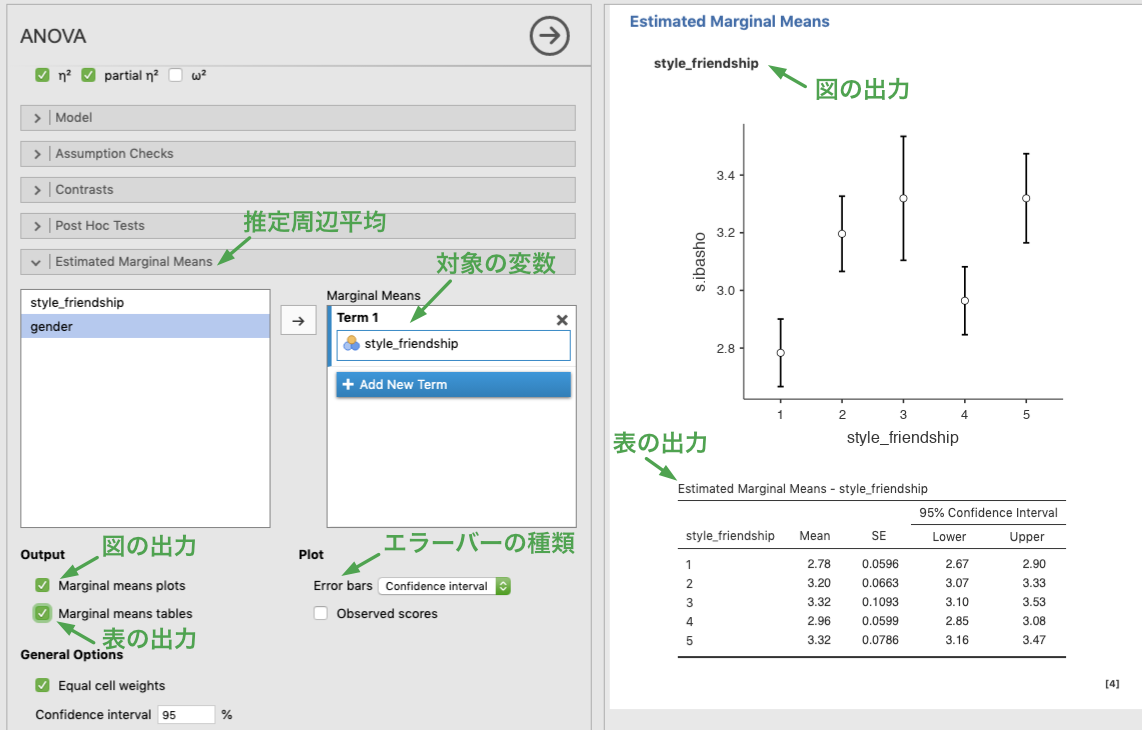 ANOVA
η² partial η² ω²
Model
Assumption Checks
Contrasts
Post Hoc Tests
推定周辺平均
Estimated Marginal Means
対象の変数
style_friendship
gender
Marginal Means
Term 1
style_friendship
Add New Term
Output
図の出力
Marginal means plots
Marginal means tables
表の出力
Plot
エラーバーの種類
Error bars Confidence interval
Observed scores
General Options
Equal cell weights
Confidence interval 95 %
Estimated Marginal Means
style_friendship
図の出力
s.ibasho
3.4
3.2
3.0
2.8
1 2 3 4 5
style_friendship
表の出力
Estimated Marginal Means - style_friendship
95% Confidence Interval
style_friendship Mean SE Lower Upper
1 2.78 0.0596 2.67 2.90
2 3.20 0.0663 3.07 3.33
3 3.32 0.1093 3.10 3.53
4 2.96 0.0599 2.85 3.08
5 3.32 0.0786 3.16 3.47
[4]